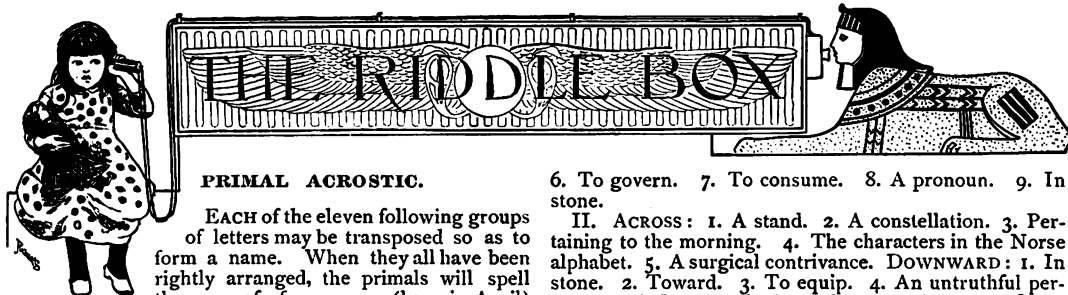 THE RIDDLE BOX
PRIMAL ACROSTIC.
EACH of the eleven following groups
of letters may be transposed so as to
form a name. When they all have been
rightly arranged, the primals will spell
6. To govern. 7. To consume. 8. A pronoun. 9. In
stone.
II. ACROSS: 1. A stand. 2. A constellation. 3. Per-
taining to the morning. 4. The characters in the Norse
alphabet. 5. A surgical contrivance. DOWNWARD: 1. In
stone. 2. Toward. 3. To equip. 4. An untruthful per-